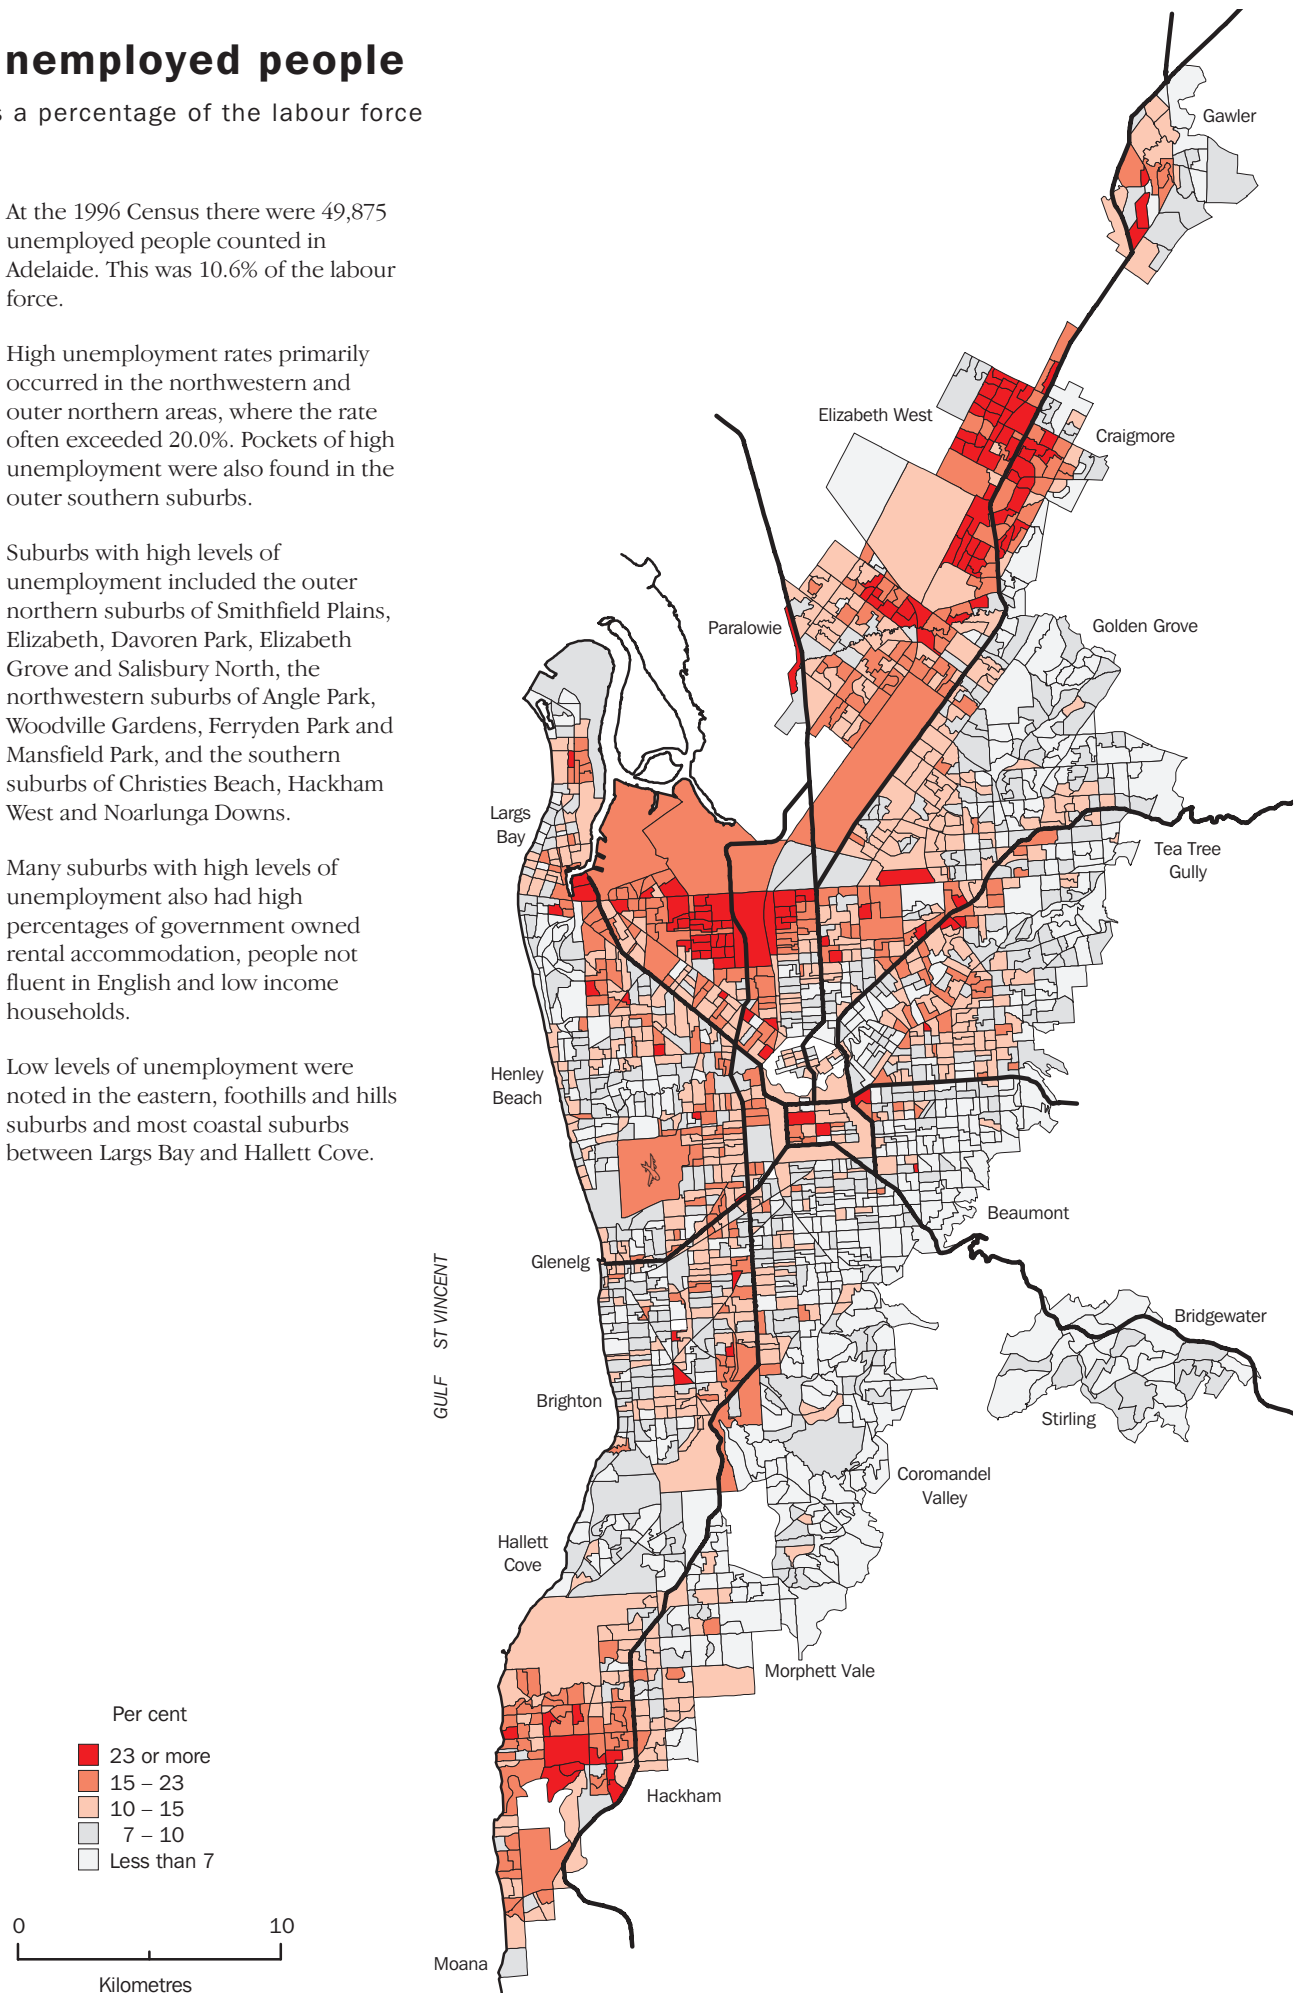 nemployed people
s a percentage of the labour force
At the 1996 Census there were 49,875
unemployed people counted in
Adelaide. This was 10.6% of the labour
force.
High unemployment rates primarily
occurred in the northwestern and
outer northern areas, where the rate
often exceeded 20.0%. Pockets of high
unemployment were also found in the
outer southern suburbs.
Suburbs with high levels of
unemployment included the outer
northern suburbs of Smithfield Plains,
Elizabeth, Davoren Park, Elizabeth
Grove and Salisbury North, the
northwestern suburbs of Angle Park,
Woodville Gardens, Ferryden Park and
Mansfield Park, and the southern
suburbs of Christies Beach, Hackham
West and Noarlunga Downs.
Many suburbs with high levels of
unemployment also had high
percentages of government owned
rental accommodation, people not
fluent in English and low income
households.
Low levels of unemployment were
noted in the eastern, foothills and hills
suburbs and most coastal suburbs
between Largs Bay and Hallett Cove.
Gawler
Elizabeth West
Craigmore
Paralowie
Golden Grove
Largs
Bay
Tea Tree
Gully
Henley
Beach
Beaumont
Glenelg
GULF ST VINCENT
Bridgewater
Brighton
Stirling
Coromandel
Valley
Hallett
Cove
Morphett Vale
Hackham
Moana
Per cent
23 or more
15 – 23
10 – 15
7 – 10
Less than 7
0 10
Kilometres